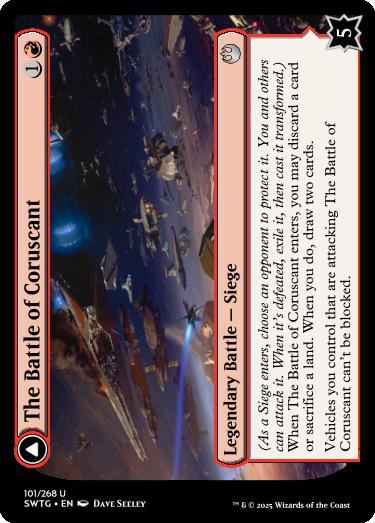 The Battle of Coruscant
1
Legendary Battle — Siege
(As a Siege enters, choose an opponent to protect it. You and others
can attack it. When it's defeated, exile it, then cast it transformed.)
When The Battle of Coruscant enters, you may discard a card
or sacrifice a land. When you do, draw two cards.
Vehicles you control that are attacking The Battle of
Coruscant can't be blocked.
5
101/268 U
SWTG • EN DAVE SEELEY
™ & © 2025 Wizards of the Coast